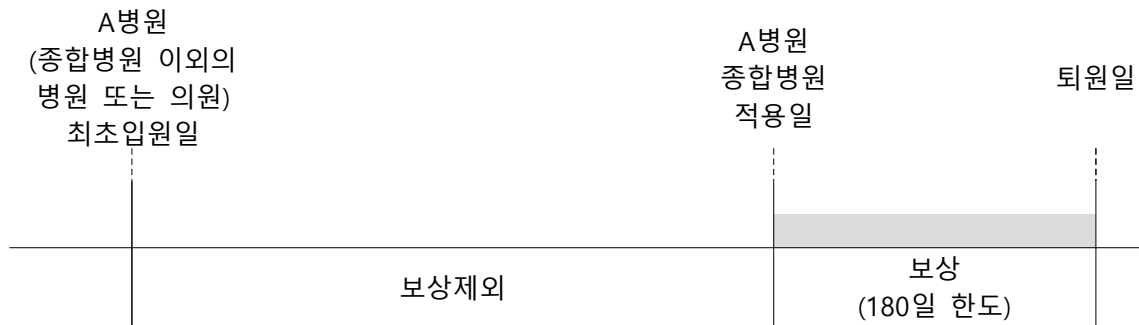 A병원
(종합병원 이외의
병원 또는 의원)
최초입원일
A병원
종합병원
적용일
퇴원일
보상제외
보상
(180일 한도)